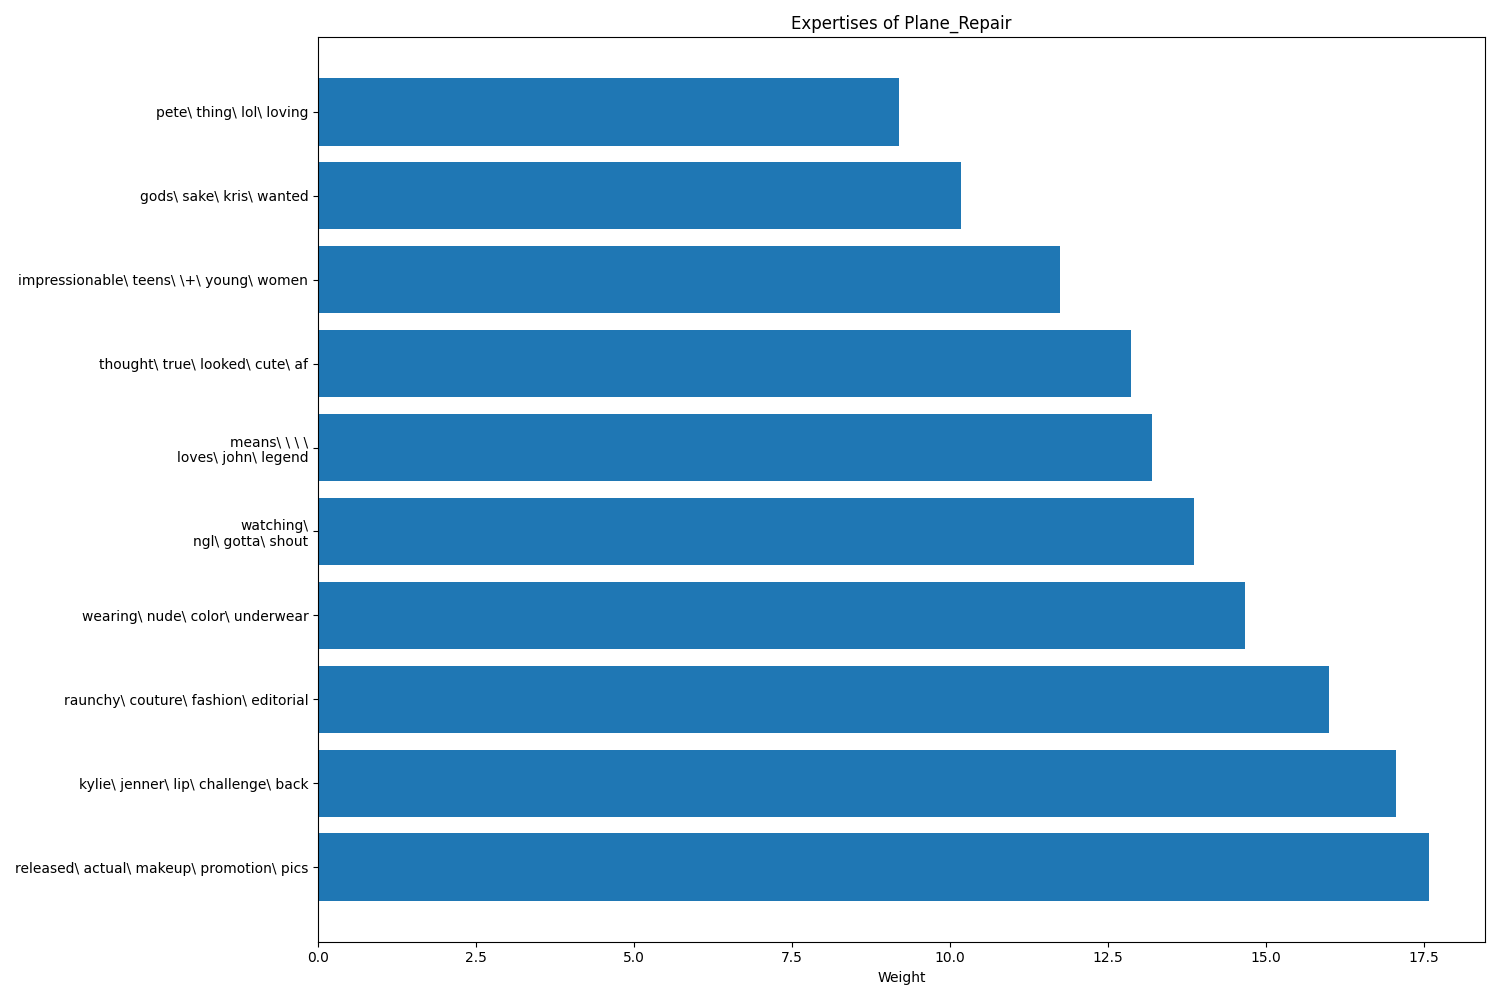 Expertises of Plane_Repair
pete\ thing\ lol\ loving
gods\ sake\ kris\ wanted
impressionable\ teens\ \+\ young\ women
thought\ true\ looked\ cute\ af
means\ \ \ \
loves\ john\ legend
watching\
ngl\ gotta\ shout
wearing\ nude\ color\ underwear
raunchy\ couture\ fashion\ editorial
kylie\ jenner\ lip\ challenge\ back
released\ actual\ makeup\ promotion\ pics
0.0 2.5 5.0 7.5 10.0 12.5 15.0 17.5
Weight